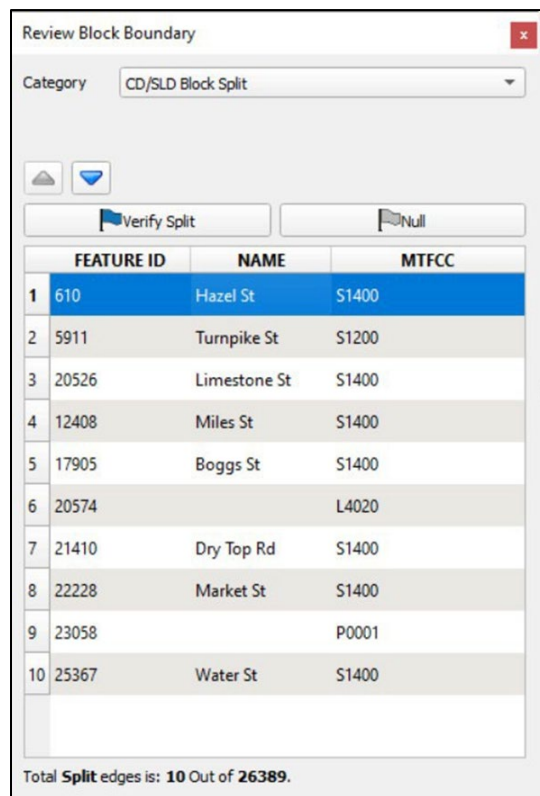 Review Block Boundary
x
Category CD/SLD Block Split
Verify Split Null
FEATURE ID NAME MTFCC
1 610 Hazel St S1400
2 5911 Turnpike St S1200
3 20526 Limestone St S1400
4 12408 Miles St S1400
5 17905 Boggs St S1400
6 20574 L4020
7 21410 Dry Top Rd S1400
8 22228 Market St S1400
9 23058 P0001
10 25367 Water St S1400
Total Split edges is: 10 Out of 26389.